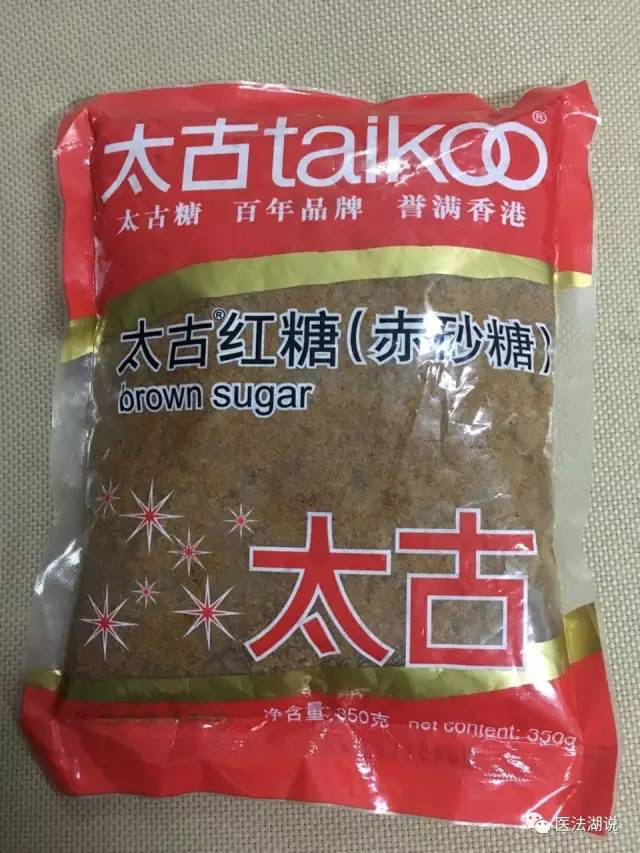 太古taikoo®
太古糖 百年品牌 誉满香港
太古®红糖(赤砂糖)
brown sugar
太古
净含量: 350克 net content: 350g
医法湖说